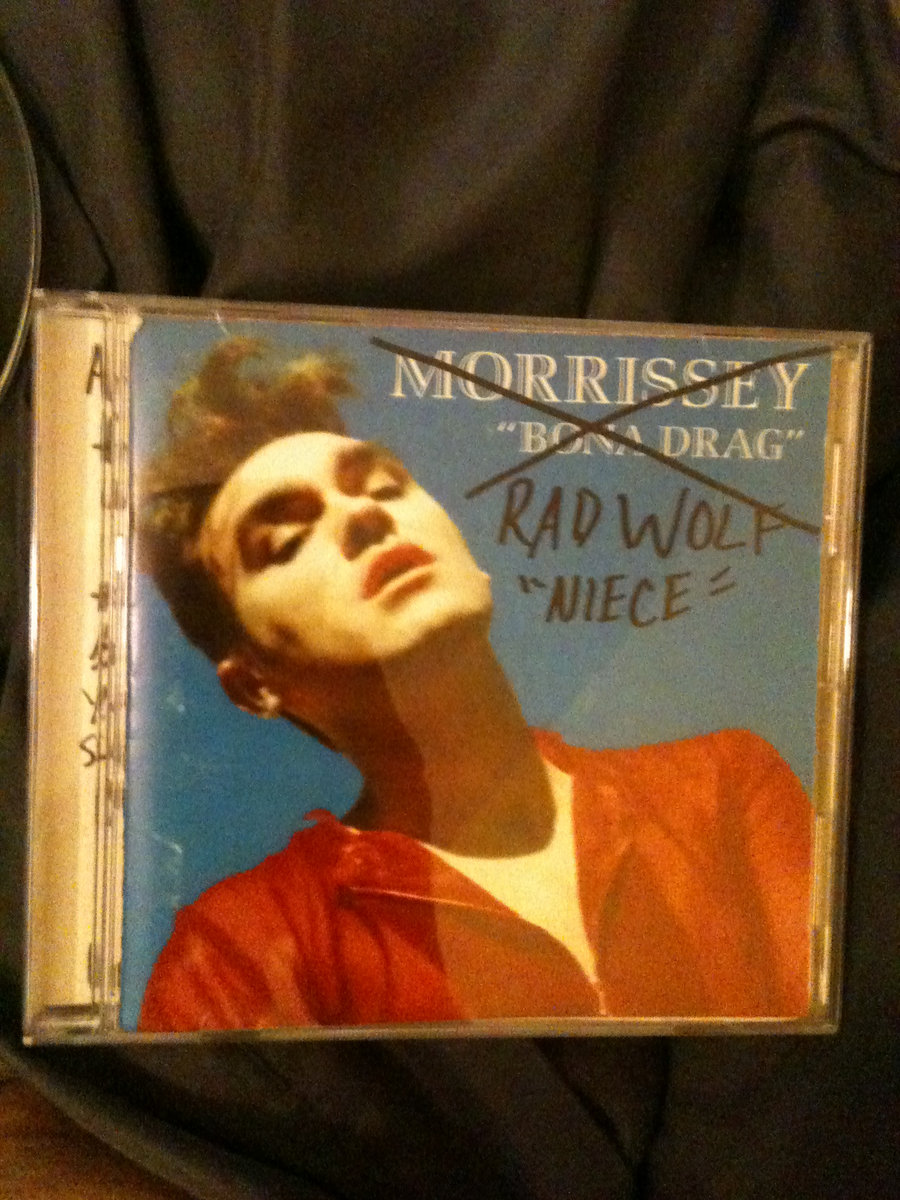 MORRISSEY
"BONA DRAG"
RAD WOLF
"NIECE"